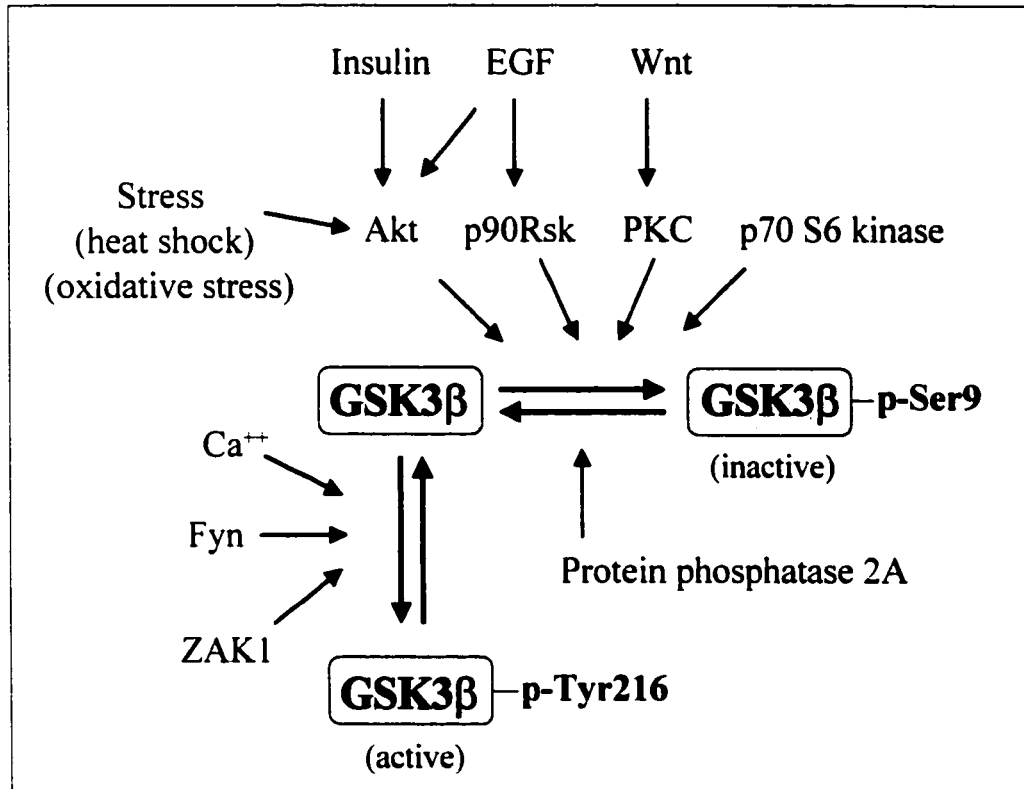 Insulin EGF Wnt
Stress
(heat shock)
(oxidative stress)
Akt p90Rsk PKC p70 S6 kinase
GSK3β GSK3β p-Ser9
(inactive)
Ca⁺⁺
Fyn
Protein phosphatase 2A
ZAK1
GSK3β p-Tyr216
(active)